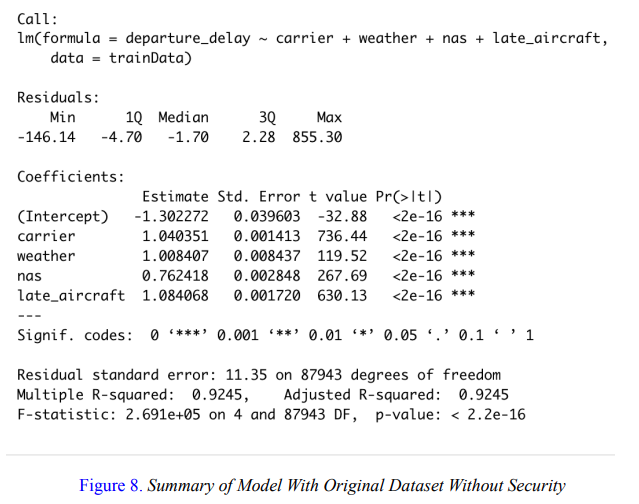 Call:
lm(formula = departure_delay ~ carrier + weather + nas + late_aircraft,
    data = trainData)
Residuals:
    Min      1Q  Median      3Q     Max
-146.14   -4.70   -1.70    2.28  855.30
Coefficients:
               Estimate Std. Error t value Pr(>|t|)
(Intercept)   -1.302272   0.039603  -32.88   <2e-16 ***
carrier        1.040351   0.001413  736.44   <2e-16 ***
weather        1.008407   0.008437  119.52   <2e-16 ***
nas            0.762418   0.002848  267.69   <2e-16 ***
late_aircraft  1.084068   0.001720  630.13   <2e-16 ***
---
Signif. codes:  0 ‘***’ 0.001 ‘**’ 0.01 ‘*’ 0.05 ‘.’ 0.1 ‘ ’ 1
Residual standard error: 11.35 on 87943 degrees of freedom
Multiple R-squared:  0.9245,    Adjusted R-squared:  0.9245
F-statistic: 2.691e+05 on 4 and 87943 DF,  p-value: < 2.2e-16
Figure 8. Summary of Model With Original Dataset Without Security